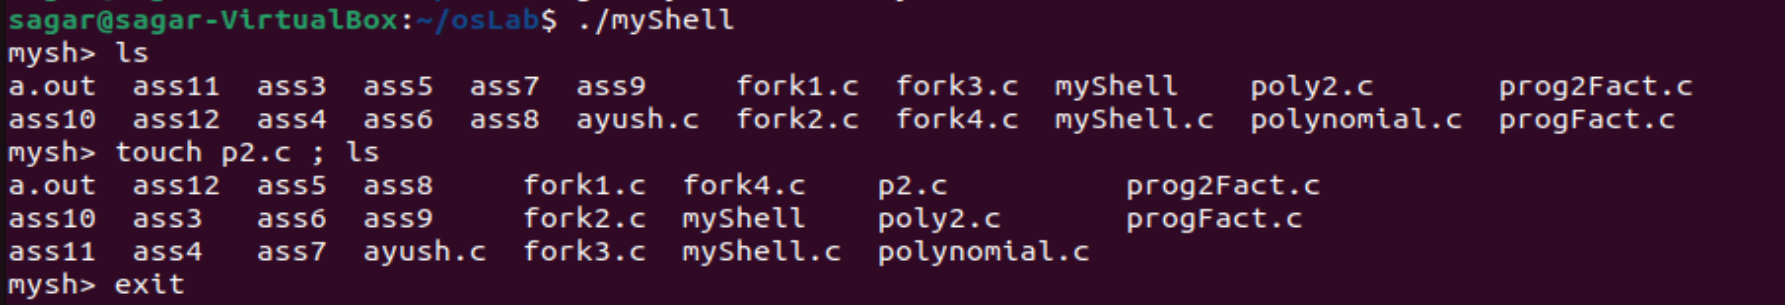 sagar@sagar-VirtualBox:~/osLab$ ./myShell
mysh> ls
a.out  ass11  ass3  ass5  ass7  ass9     fork1.c  fork3.c  myShell    poly2.c       prog2Fact.c
ass10  ass12  ass4  ass6  ass8  ayush.c  fork2.c  fork4.c  myShell.c  polynomial.c  progFact.c
mysh> touch p2.c ; ls
a.out  ass12  ass5  ass8     fork1.c  fork4.c    p2.c          prog2Fact.c
ass10  ass3   ass6  ass9     fork2.c  myShell    poly2.c       progFact.c
ass11  ass4   ass7  ayush.c  fork3.c  myShell.c  polynomial.c
mysh> exit